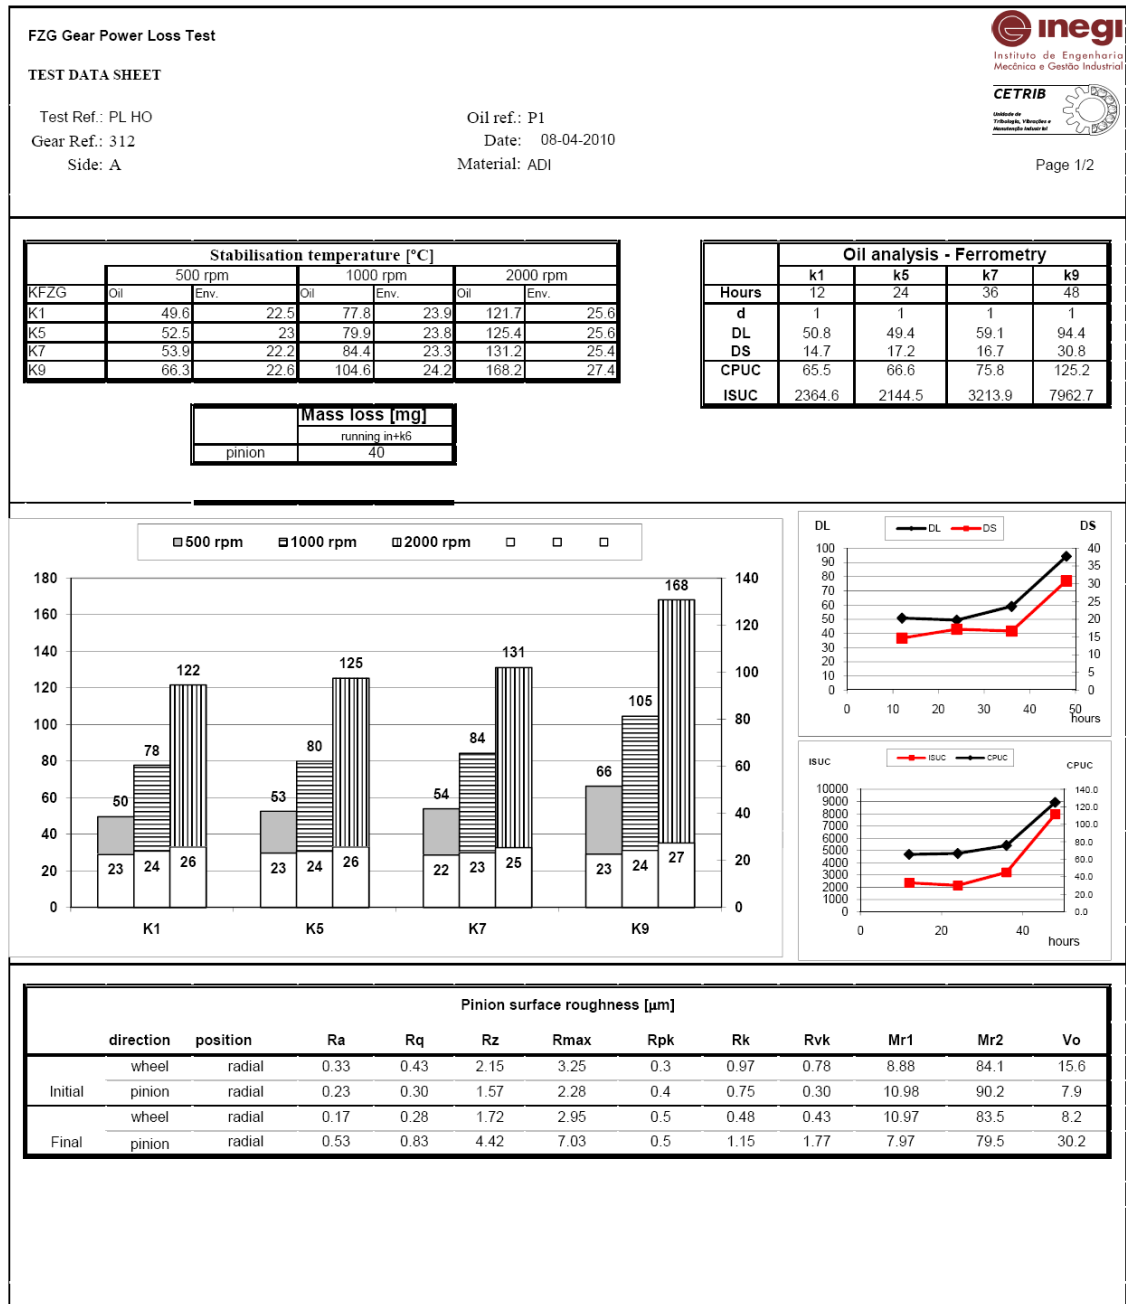 FZG Gear Power Loss Test
inegi
Instituto de Engenharia
Mecânica e Gestão Industrial
TEST DATA SHEET
CETRIB
Unidade de
Tribologia, Vibrações e
Manutenção Industrial
Test Ref.: PL HO Oil ref.: P1
Gear Ref.: 312 Date: 08-04-2010
Side: A Material: ADI Page 1/2
Stabilisation temperature [ºC]
500 rpm 1000 rpm 2000 rpm
KFZG Oil Env. Oil Env. Oil Env.
K1 49.6 22.5 77.8 23.9 121.7 25.6
K5 52.5 23 79.9 23.8 125.4 25.6
K7 53.9 22.2 84.4 23.3 131.2 25.4
K9 66.3 22.6 104.6 24.2 168.2 27.4
Oil analysis - Ferrometry
k1 k5 k7 k9
Hours 12 24 36 48
d 1 1 1 1
DL 50.8 49.4 59.1 94.4
DS 14.7 17.2 16.7 30.8
CPUC 65.5 66.6 75.8 125.2
ISUC 2364.6 2144.5 3213.9 7962.7
Mass loss [mg]
running in+k6
pinion 40
500 rpm 1000 rpm 2000 rpm
180 160 140 120 100 80 60 40 20 0
140 120 100 80 60 40 20 0
50 78 122 53 80 125 54 84 131 66 105 168
23 24 26 23 24 26 22 23 25 23 24 27
K1 K5 K7 K9
DL DL DS DS
100 90 80 70 60 50 40 30 20 10 0
40 35 30 25 20 15 10 5 0
0 10 20 30 40 50
hours
ISUC ISUC CPUC CPUC
10000 9000 8000 7000 6000 5000 4000 3000 2000 1000 0
140.0 120.0 100.0 80.0 60.0 40.0 20.0 0.0
0 20 40
hours
Pinion surface roughness [µm]
direction position Ra Rq Rz Rmax Rpk Rk Rvk Mr1 Mr2 Vo
wheel radial 0.33 0.43 2.15 3.25 0.3 0.97 0.78 8.88 84.1 15.6
Initial pinion radial 0.23 0.30 1.57 2.28 0.4 0.75 0.30 10.98 90.2 7.9
wheel radial 0.17 0.28 1.72 2.95 0.5 0.48 0.43 10.97 83.5 8.2
Final pinion radial 0.53 0.83 4.42 7.03 0.5 1.15 1.77 7.97 79.5 30.2